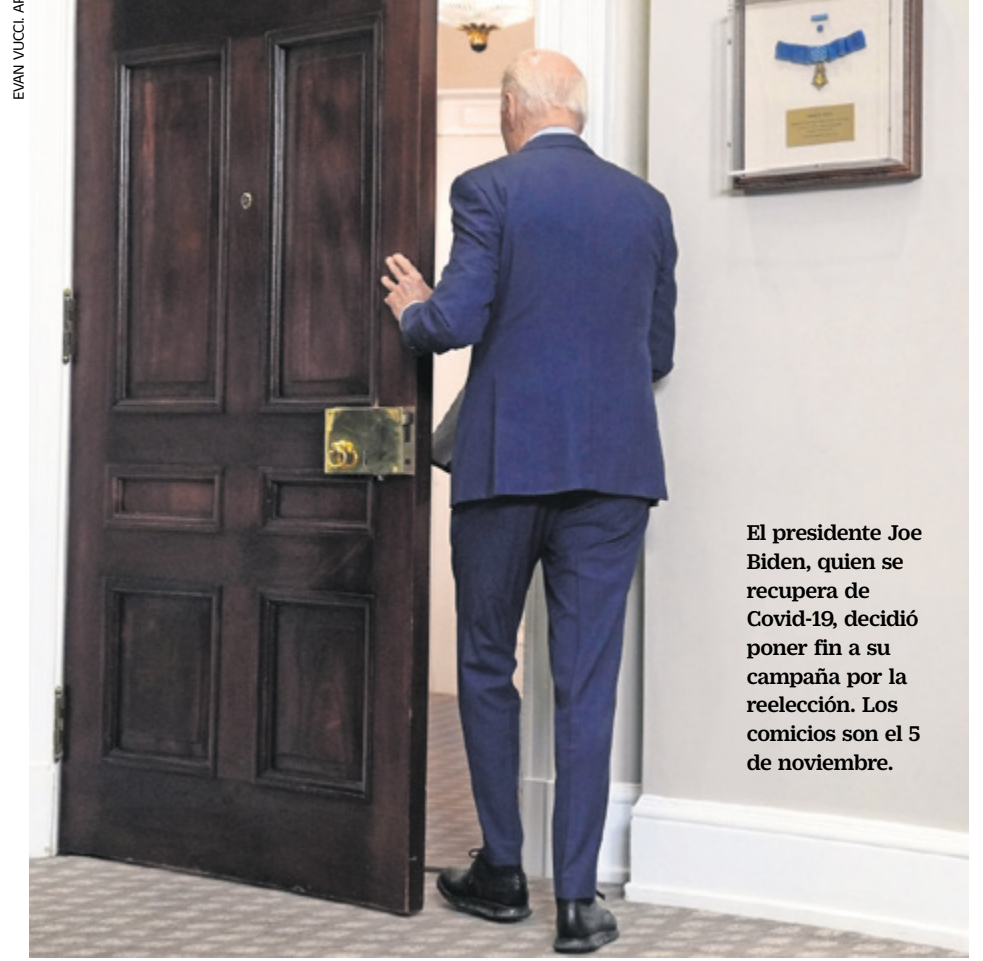 EVAN VUCCI. AP
El presidente Joe
Biden, quien se
recupera de
Covid-19, decidió
poner fin a su
campaña por la
reelección. Los
comicios son el 5
de noviembre.